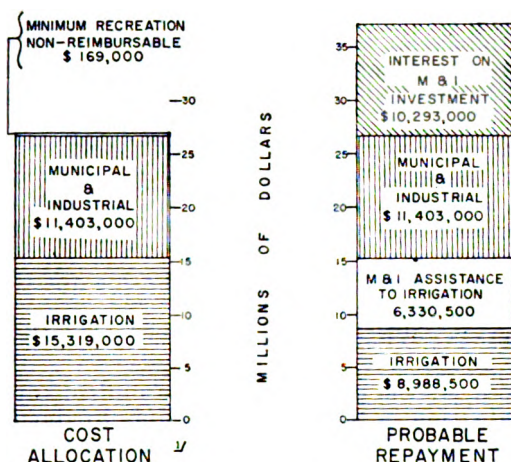 MINIMUM RECREATION
NON-REIMBURSABLE
$ 169,000
30
25
20
15
10
5
0
MUNICIPAL
&
INDUSTRIAL
$11,403,000
IRRIGATION
$15,319,000
COST
ALLOCATION 1/
MILLIONS OF DOLLARS
35
30
25
20
15
10
5
0
INTEREST ON
M & I
INVESTMENT
$10,293,000
MUNICIPAL
&
INDUSTRIAL
$11,403,000
M & I ASSISTANCE
TO IRRIGATION
6,330,500
IRRIGATION
$8,988,500
PROBABLE
REPAYMENT